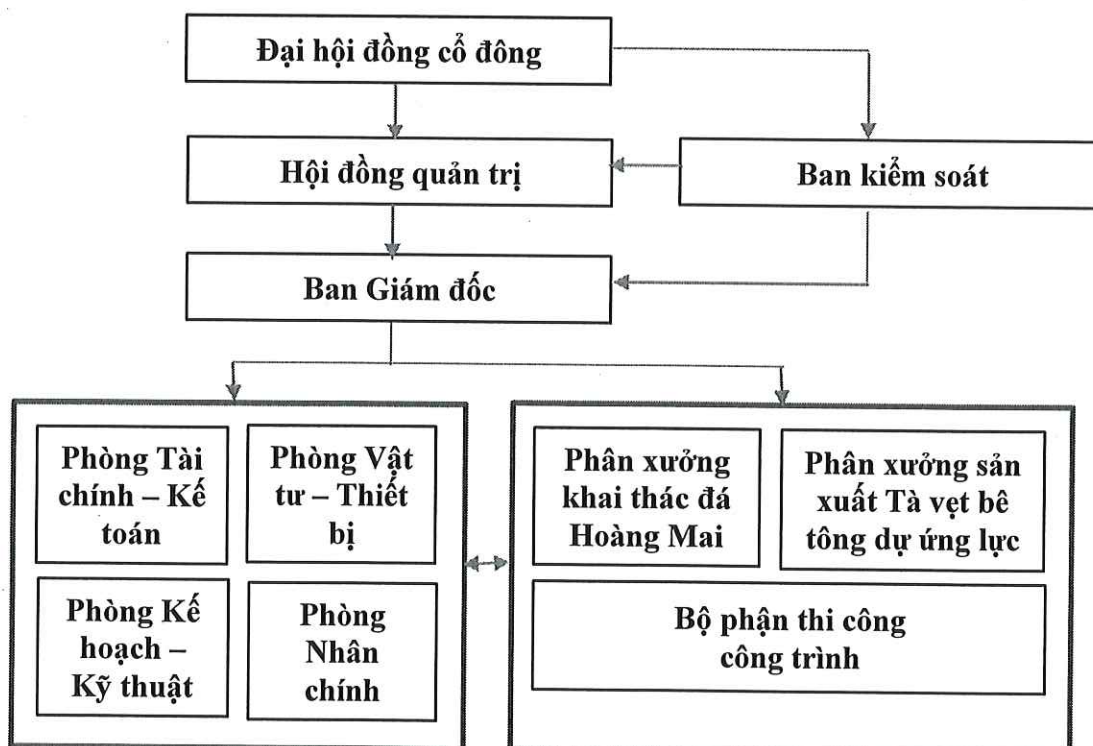 Đại hội đồng cổ đông
Hội đồng quản trị
Ban kiểm soát
Ban Giám đốc
Phòng Tài
chính – Kế
toán
Phòng Vật
tư – Thiết
bị
Phòng Kế
hoạch –
Kỹ thuật
Phòng
Nhân
chính
Phân xưởng
khai thác đá
Hoàng Mai
Phân xưởng sản
xuất Tà vẹt bê
tông dự ứng lực
Bộ phận thi công
công trình